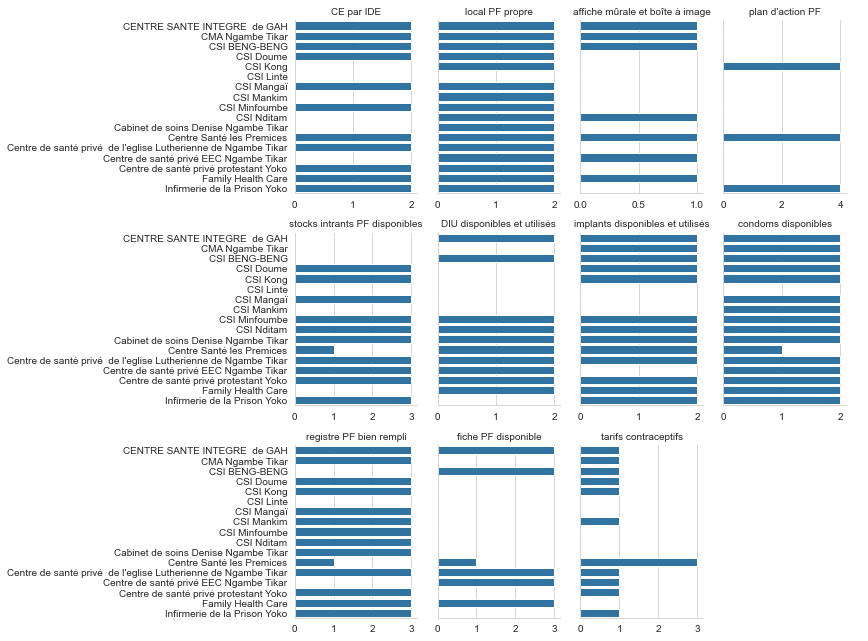 CE par IDE
local PF propre
affiche mûrale et boîte à image
plan d'action PF
CENTRE SANTE INTEGRE  de GAH
CMA Ngambe Tikar
CSI BENG-BENG
CSI Doume
CSI Kong
CSI Linte
CSI Mangaï
CSI Mankim
CSI Minfoumbe
CSI Nditam
Cabinet de soins Denise Ngambe Tikar
Centre Santé les Premices
Centre de santé privé  de l'eglise Lutherienne de Ngambe Tikar
Centre de santé privé EEC Ngambe Tikar
Centre de santé privé protestant Yoko
Family Health Care
Infirmerie de la Prison Yoko
0 1 2
0 1 2
0.0 0.5 1.0
0 2 4
stocks intrants PF disponibles
DIU disponibles et utilisés
implants disponibles et utilisés
condoms disponibles
CENTRE SANTE INTEGRE  de GAH
CMA Ngambe Tikar
CSI BENG-BENG
CSI Doume
CSI Kong
CSI Linte
CSI Mangaï
CSI Mankim
CSI Minfoumbe
CSI Nditam
Cabinet de soins Denise Ngambe Tikar
Centre Santé les Premices
Centre de santé privé  de l'eglise Lutherienne de Ngambe Tikar
Centre de santé privé EEC Ngambe Tikar
Centre de santé privé protestant Yoko
Family Health Care
Infirmerie de la Prison Yoko
0 1 2 3
0 1 2
0 1 2
0 1 2
registre PF bien rempli
fiche PF disponible
tarifs contraceptifs
CENTRE SANTE INTEGRE  de GAH
CMA Ngambe Tikar
CSI BENG-BENG
CSI Doume
CSI Kong
CSI Linte
CSI Mangaï
CSI Mankim
CSI Minfoumbe
CSI Nditam
Cabinet de soins Denise Ngambe Tikar
Centre Santé les Premices
Centre de santé privé  de l'eglise Lutherienne de Ngambe Tikar
Centre de santé privé EEC Ngambe Tikar
Centre de santé privé protestant Yoko
Family Health Care
Infirmerie de la Prison Yoko
0 1 2 3
0 1 2 3
0 1 2 3